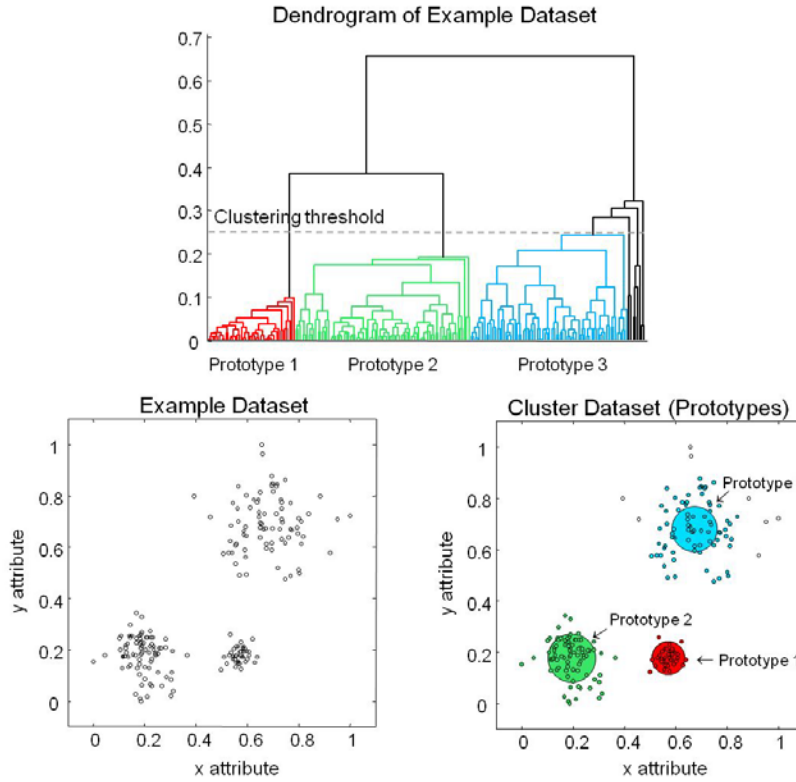 Dendrogram of Example Dataset
0.7
0.6
0.5
0.4
0.3
Clustering threshold
0.2
0.1
0
Prototype 1 Prototype 2 Prototype 3
Example Dataset
1
0.8
0.6
0.4
0.2
0
y attribute
0 0.2 0.4 0.6 0.8 1
x attribute
Cluster Dataset (Prototypes)
1
0.8
0.6
0.4
0.2
0
y attribute
Prototype
Prototype 2
Prototype 1
0 0.2 0.4 0.6 0.8 1
x attribute